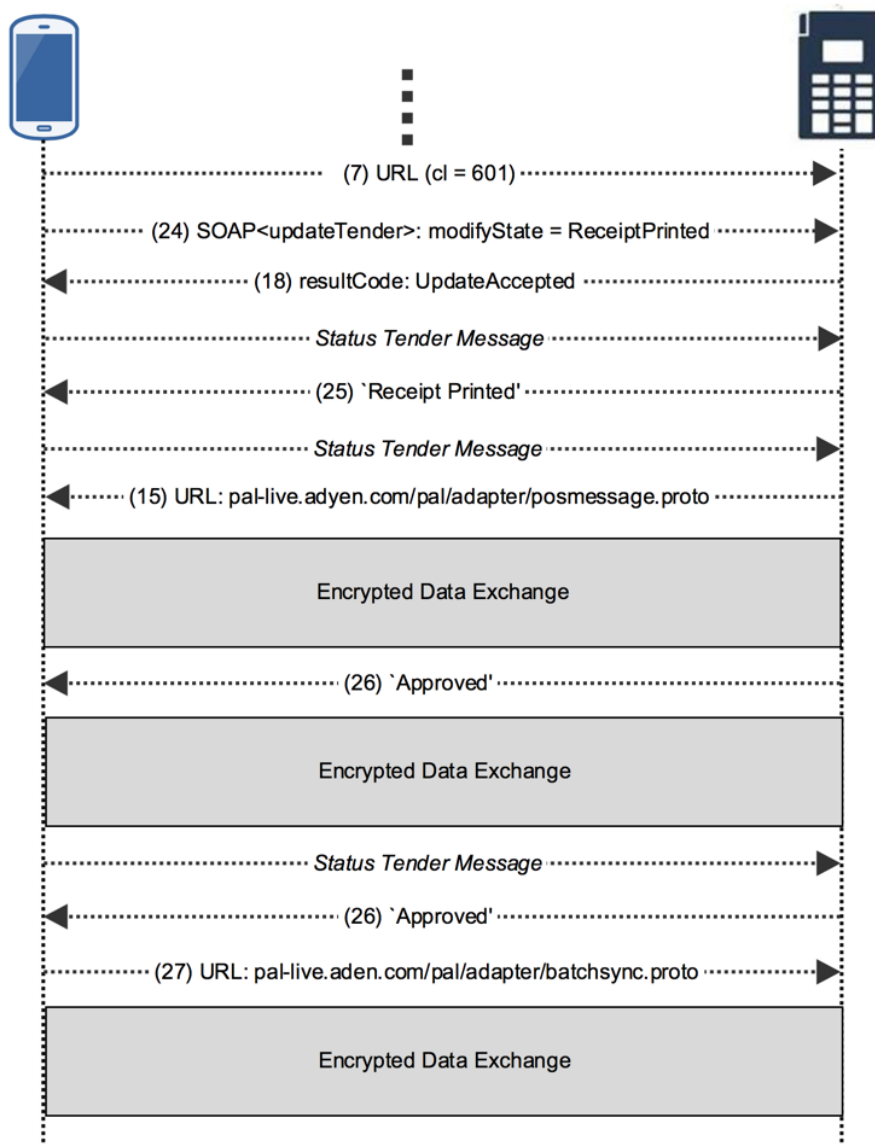 (7) URL (cl = 601)
(24) SOAP<updateTender>: modifyState = ReceiptPrinted
(18) resultCode: UpdateAccepted
Status Tender Message
(25) `Receipt Printed'
Status Tender Message
(15) URL: pal-live.adyen.com/pal/adapter/posmessage.proto
Encrypted Data Exchange
(26) `Approved'
Encrypted Data Exchange
Status Tender Message
(26) `Approved'
(27) URL: pal-live.aden.com/pal/adapter/batchsync.proto
Encrypted Data Exchange